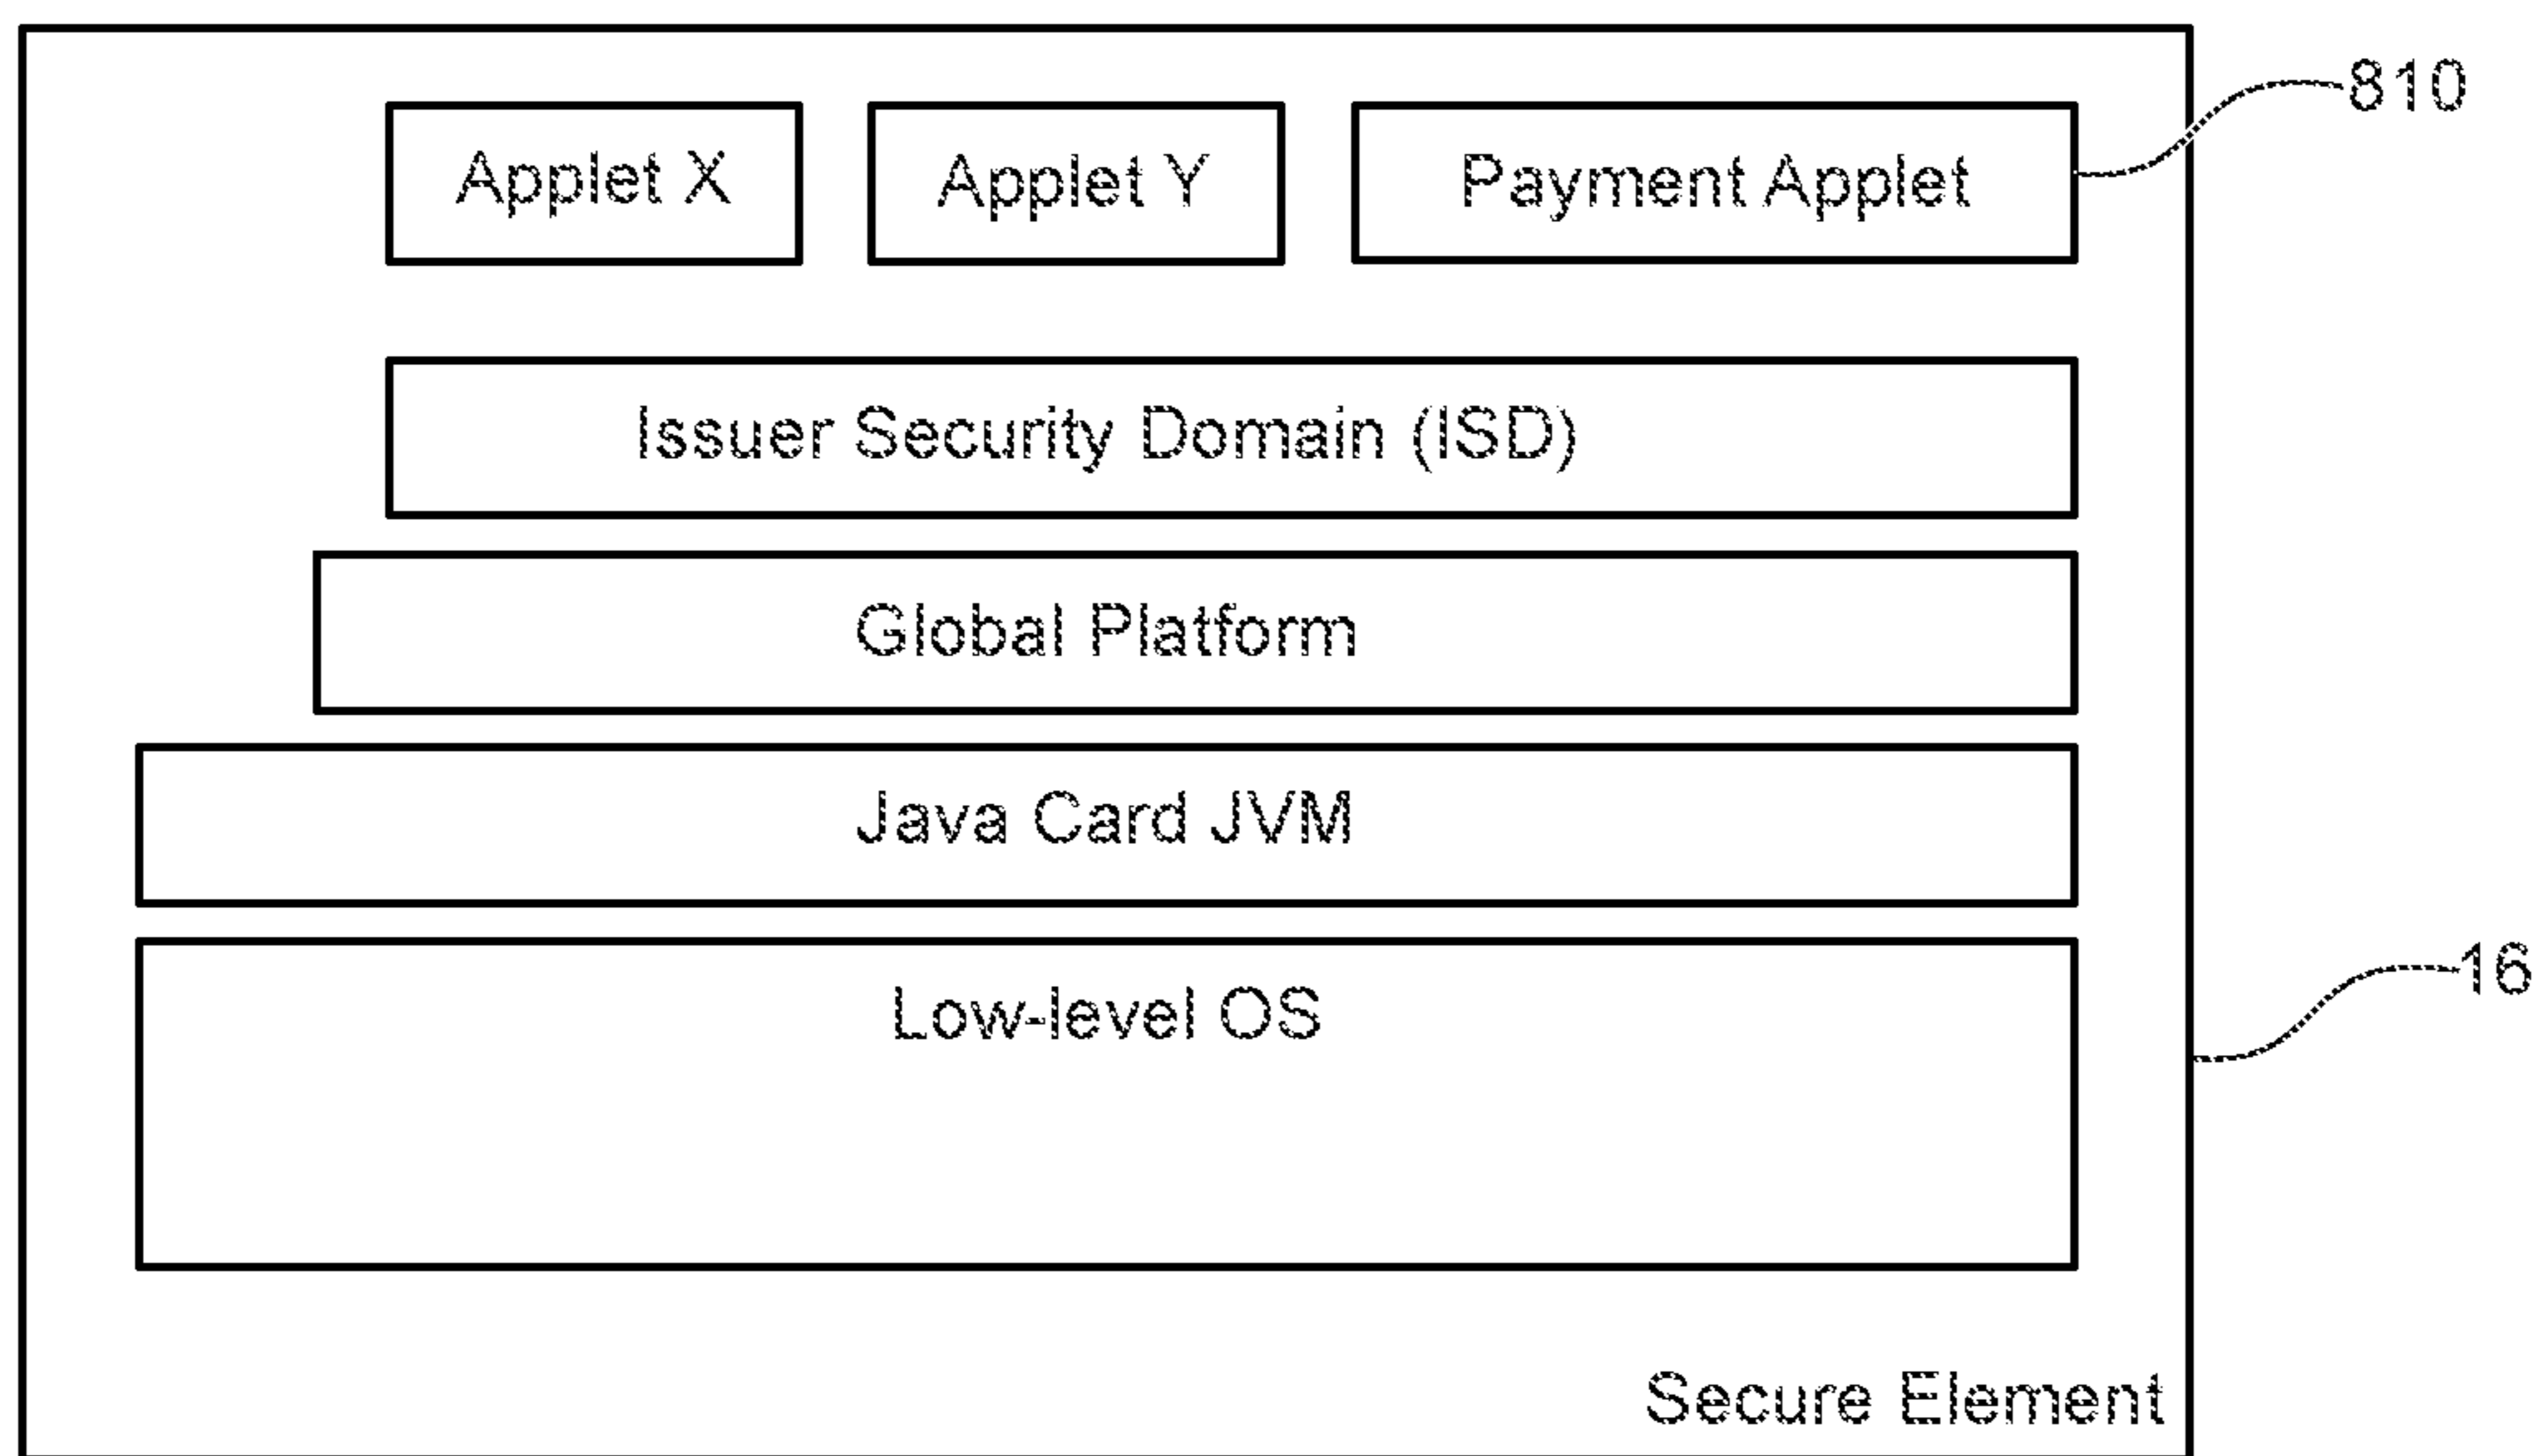 810
Applet X
Applet Y
Payment Applet
Issuer Security Domain (ISD)
Global Platform
Java Card JVM
Low-level OS
16
Secure Element